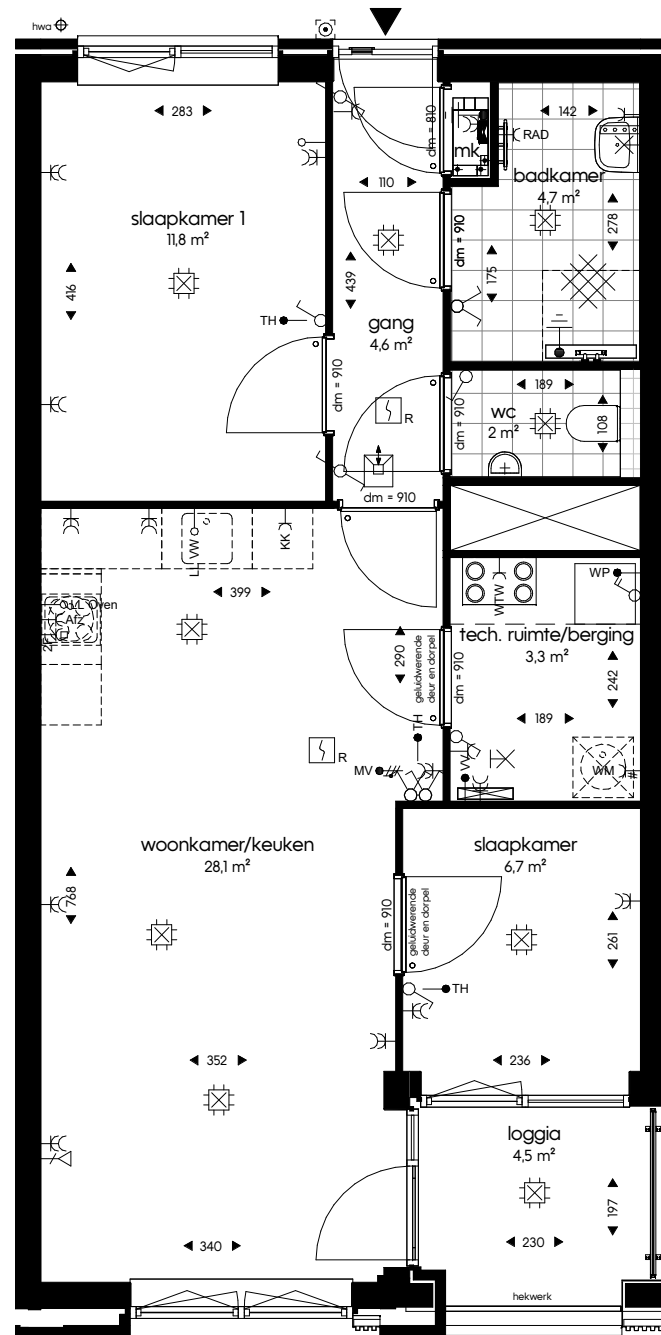 hwa
283
142
dm = 810
mk
RAD
badkamer
4,7 m²
110
slaapkamer 1
11,8 m²
278
dm = 910
439
175
416
TH
gang
4,6 m²
dm = 910
189
wc
2 m²
dm = 910
108
R
dm = 910
VW
KK
399
Oven
Afz
WTW
WP
tech. ruimte/berging
3,3 m²
290
geluidwerende
deur en dorpel
dm = 910
242
189
TH
R
MV
WM
woonkamer/keuken
28,1 m²
slaapkamer
6,7 m²
768
dm = 910
geluidwerende
deur en dorpel
261
TH
352
236
loggia
4,5 m²
197
340
230
hekwerk